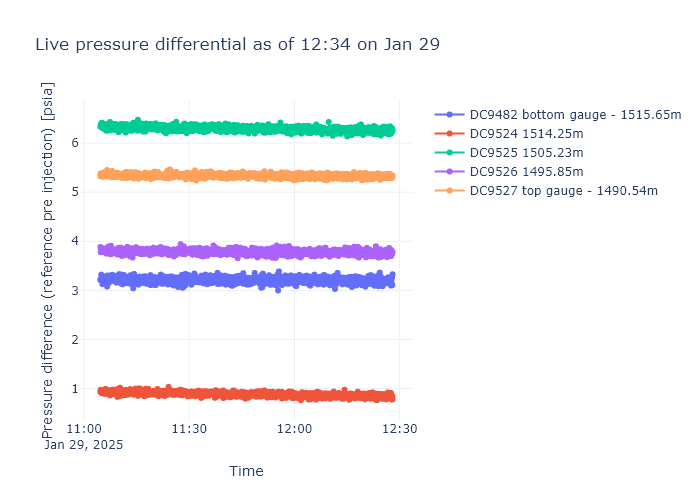 Live pressure differential as of 12:34 on Jan 29
Pressure difference (reference pre injection) [psia]
6
5
4
3
2
1
11:00
Jan 29, 2025
11:30
12:00
12:30
Time
DC9482 bottom gauge - 1515.65m
DC9524 1514.25m
DC9525 1505.23m
DC9526 1495.85m
DC9527 top gauge - 1490.54m